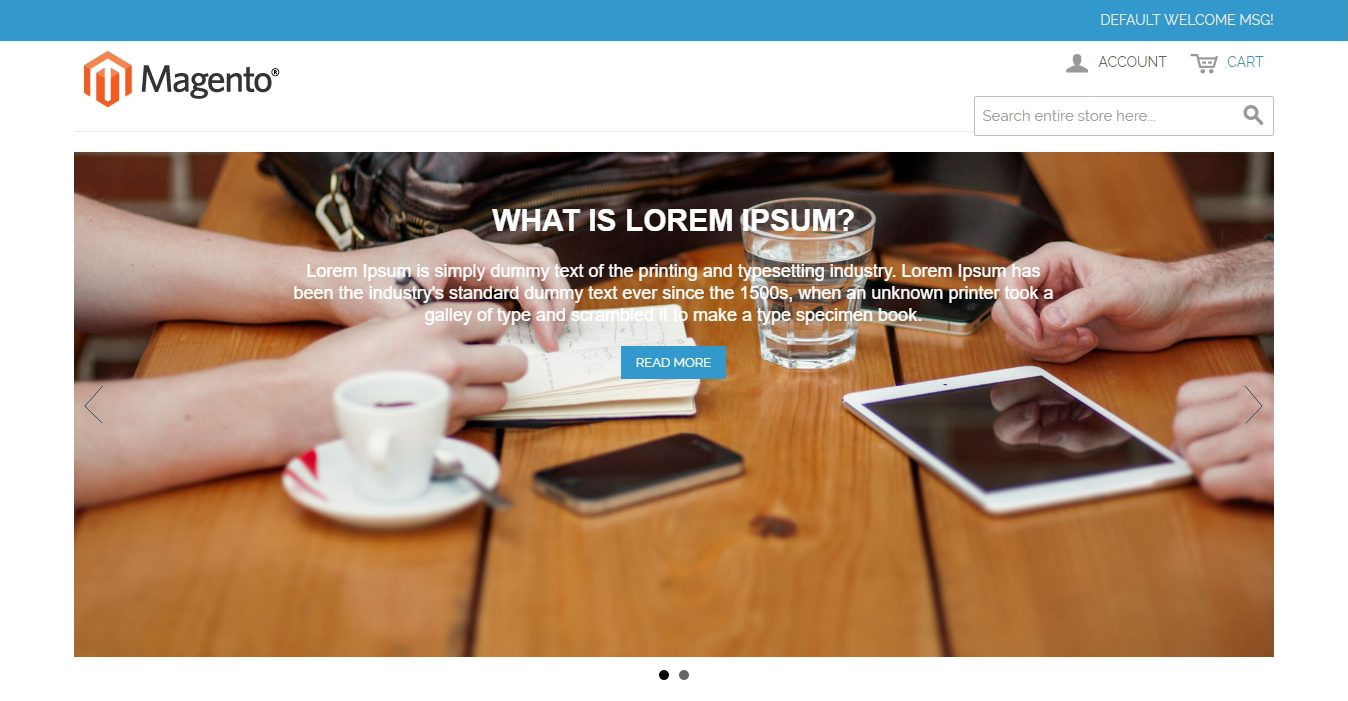 DEFAULT WELCOME MSG!
Magento®
ACCOUNT
CART
Search entire store here...
WHAT IS LOREM IPSUM?
Lorem Ipsum is simply dummy text of the printing and typesetting industry. Lorem Ipsum has
been the industry's standard dummy text ever since the 1500s, when an unknown printer took a
galley of type and scrambled it to make a type specimen book.
READ MORE